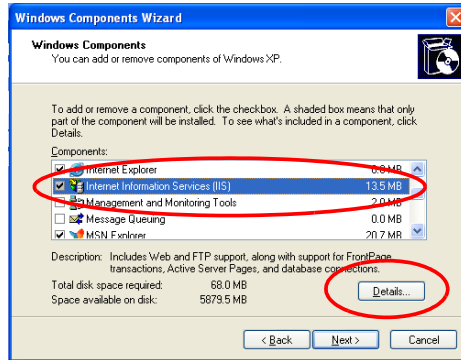 Windows Components Wizard
Windows Components
You can add or remove components of Windows XP.
To add or remove a component, click the checkbox. A shaded box means that only
part of the component will be installed. To see what's included in a component, click
Details.
Components:
Internet Explorer 0.0 MB
Internet Information Services (IIS) 13.5 MB
Management and Monitoring Tools 2.0 MB
Message Queuing 0.0 MB
MSN Explorer 20.7 MB
Description: Includes Web and FTP support, along with support for FrontPage
transactions, Active Server Pages, and database connections.
Total disk space required: 68.0 MB
Space available on disk: 5879.5 MB
Details...
< Back Next > Cancel